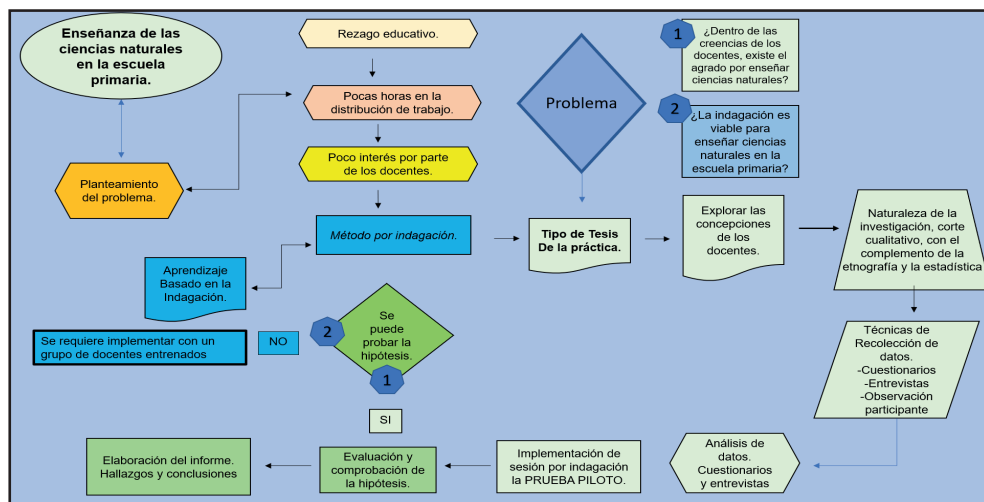 Enseñanza de las
ciencias naturales
en la escuela
primaria.
Rezago educativo.
Pocas horas en la
distribución de trabajo.
Poco interés por parte
de los docentes.
Planteamiento
del problema.
Método por indagación.
Aprendizaje
Basado en la
Indagación.
Problema
1
¿Dentro de las
creencias de los
docentes, existe el
agrado por enseñar
ciencias naturales?
2
¿La indagación es
viable para
enseñar ciencias
naturales en la
escuela primaria?
Tipo de Tesis
De la práctica.
Explorar las
concepciones de
los docentes.
Naturaleza de la
investigación, corte
cualitativo, con el
complemento de la
etnografía y la estadística
Técnicas de
Recolección de
datos.
-Cuestionarios
-Entrevistas
-Observación
participante
Se requiere implementar con un
grupo de docentes entrenados
NO
2
Se
puede
probar la
hipótesis.
1
SI
Análisis de
datos.
Cuestionarios
y entrevistas
Implementación de
sesión por indagación
la PRUEBA PILOTO.
Evaluación y
comprobación de
la hipótesis.
Elaboración del informe.
Hallazgos y conclusiones